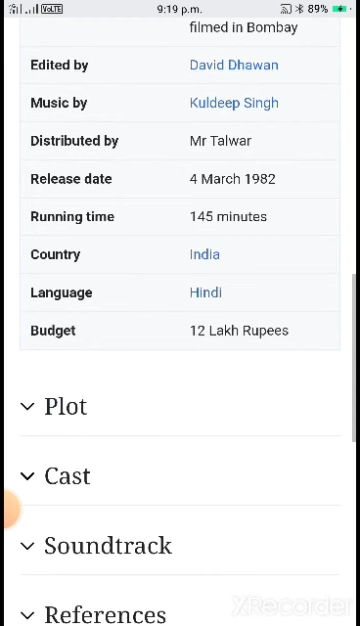 VoLTE 9:19 p.m. 89%
filmed in Bombay
Edited by David Dhawan
Music by Kuldeep Singh
Distributed by Mr Talwar
Release date 4 March 1982
Running time 145 minutes
Country India
Language Hindi
Budget 12 Lakh Rupees
Plot
Cast
Soundtrack
References
XRecorder